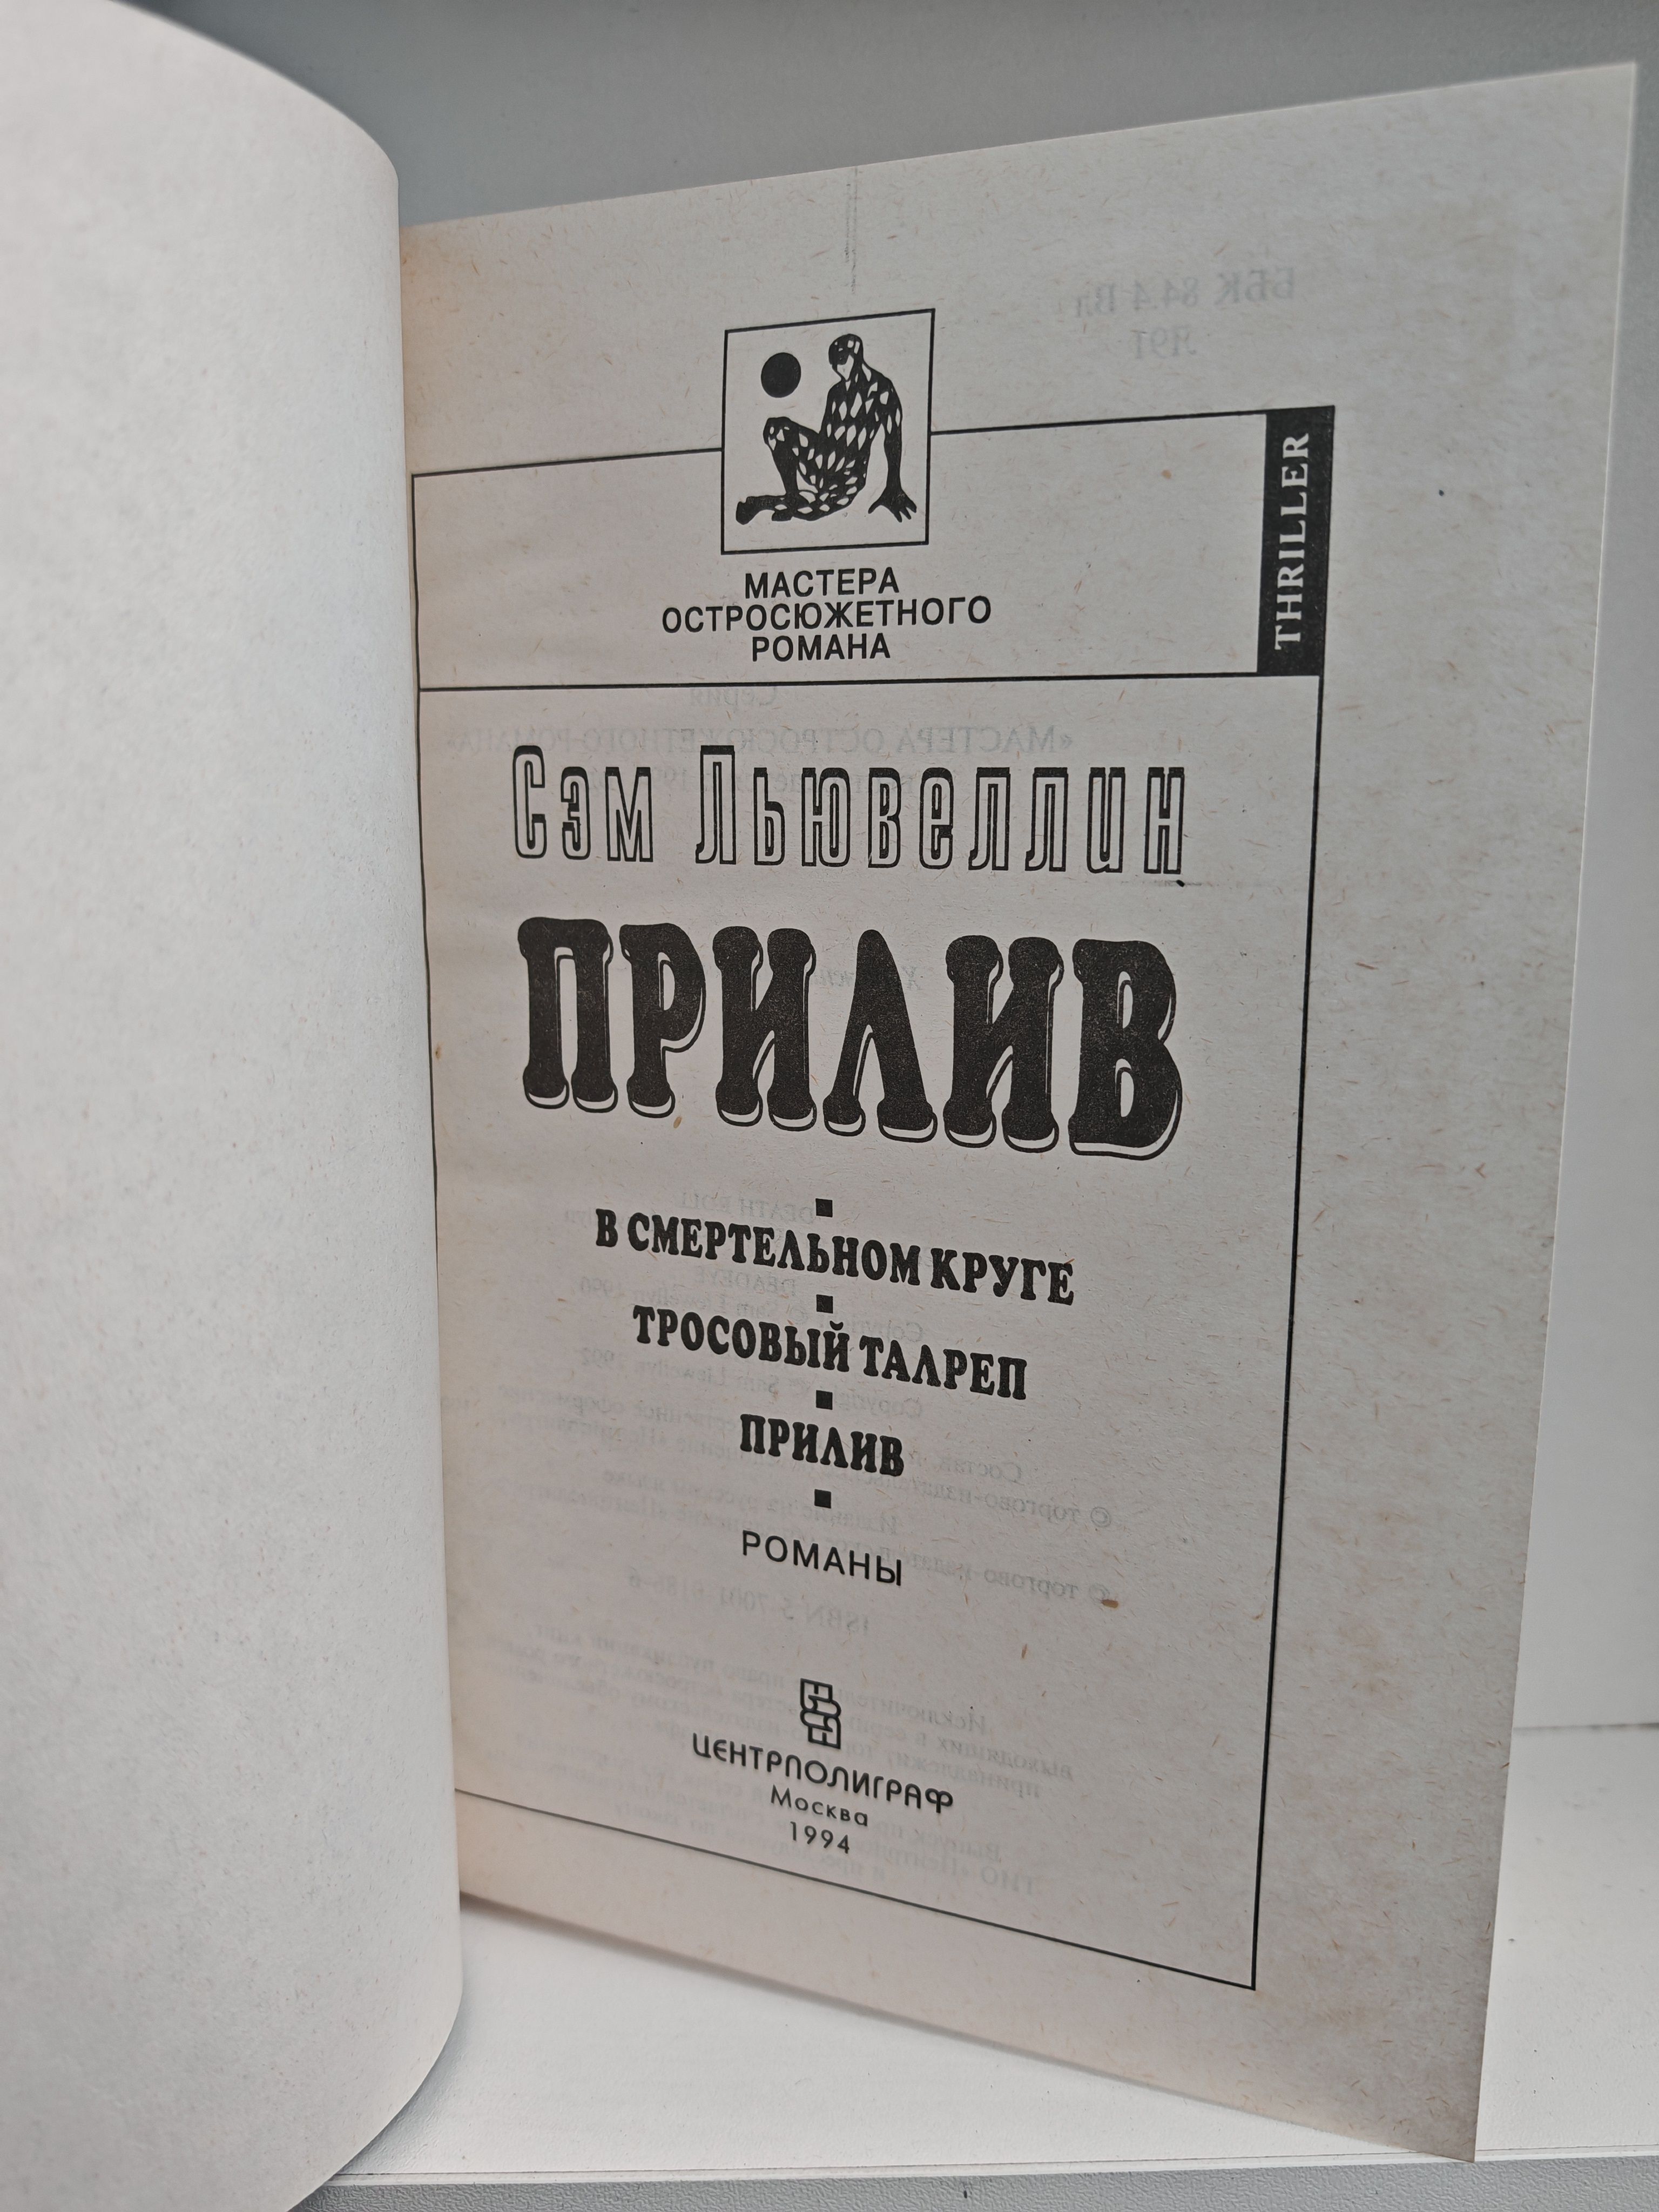 МАСТЕРА
ОСТРОСЮЖЕТНОГО
РОМАНА
THRILLER
Сэм Льювеллин
ПРИЛИВ
В СМЕРТЕЛЬНОМ КРУГЕ
ТРОСОВЫЙ ТАЛРЕП
ПРИЛИВ
РОМАНЫ
ЦЕНТРПОЛИГРАФ
Москва
1994